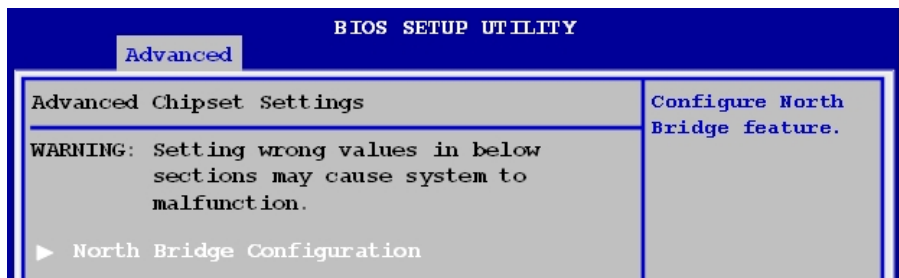 BIOS SETUP UTILITY
Advanced
Advanced Chipset Settings
WARNING: Setting wrong values in below
sections may cause system to
malfunction.
▶ North Bridge Configuration
Configure North
Bridge feature.